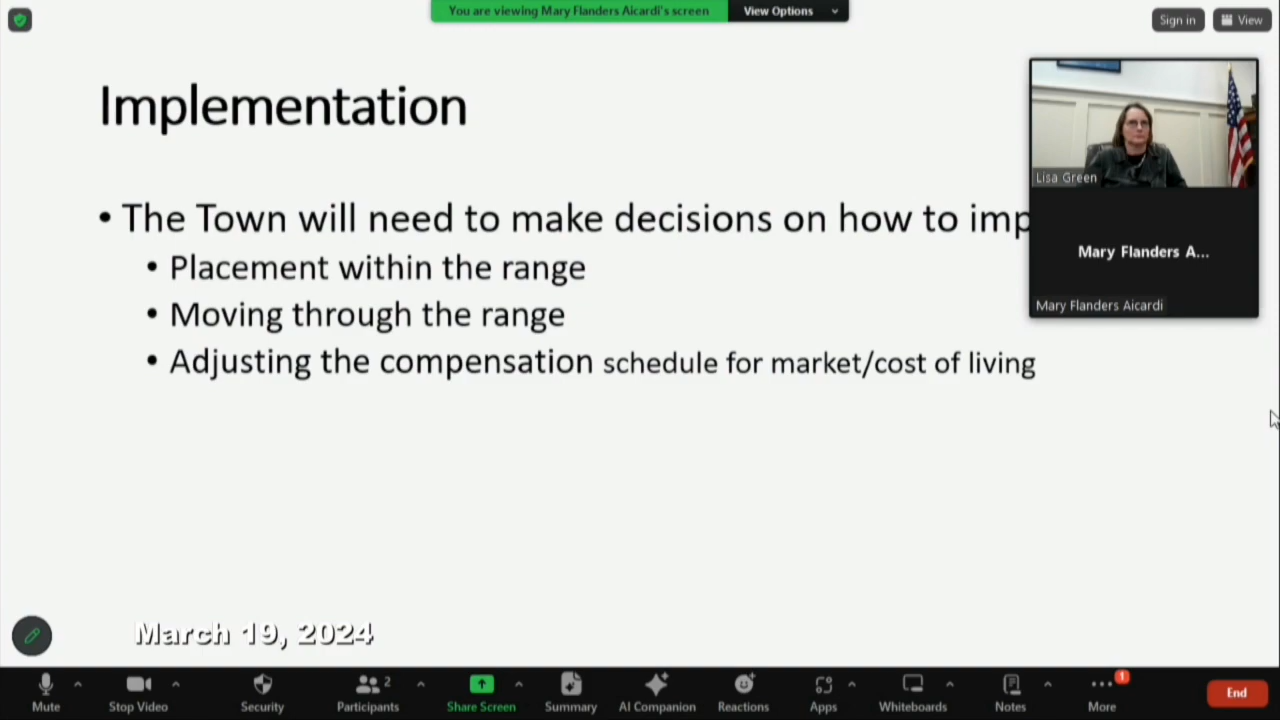 You are viewing Mary Flanders Aicardi's screen
View Options
Sign in
View
Implementation
Lisa Green
• The Town will need to make decisions on how to imp
Mary Flanders A...
• Placement within the range
Mary Flanders Aicardi
• Moving through the range
• Adjusting the compensation schedule for market/cost of living
March 19, 2024
2
1
Mute
Stop Video
Security
Participants
Share Screen
Summary
AI Companion
Reactions
Apps
Whiteboards
Notes
More
End